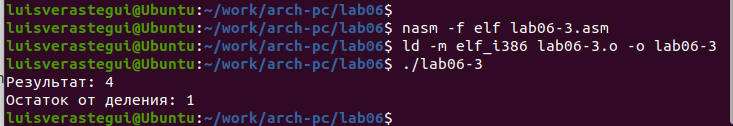 luisverastegui@Ubuntu:~/work/arch-pc/lab06$
luisverastegui@Ubuntu:~/work/arch-pc/lab06$ nasm -f elf lab06-3.asm
luisverastegui@Ubuntu:~/work/arch-pc/lab06$ ld -m elf_i386 lab06-3.o -o lab06-3
luisverastegui@Ubuntu:~/work/arch-pc/lab06$ ./lab06-3
Результат: 4
Остаток от деления: 1
luisverastegui@Ubuntu:~/work/arch-pc/lab06$